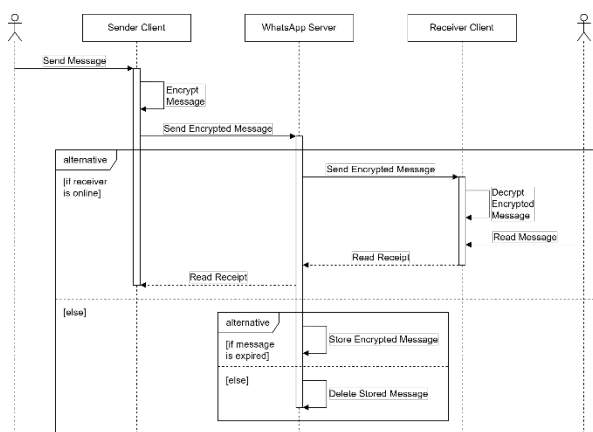 Sender Client
WhatsApp Server
Receiver Client
Send Message
Encrypt
Message
Send Encrypted Message
alternative
[if receiver
is online]
Send Encrypted Message
Decrypt
Encrypted
Message
Read Message
Read Receipt
Read Receipt
[else]
alternative
[if message
is expired]
Store Encrypted Message
[else]
Delete Stored Message